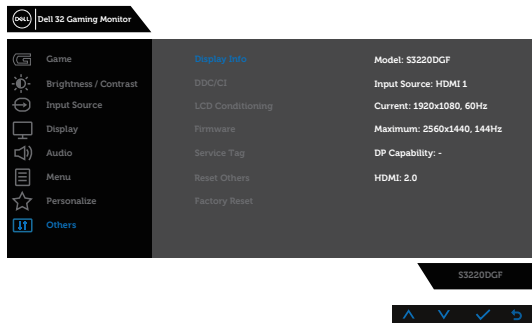 DELL Dell 32 Gaming Monitor
Game
Brightness / Contrast
Input Source
Display
Audio
Menu
Personalize
Others
Display Info
DDC/CI
LCD Conditioning
Firmware
Service Tag
Reset Others
Factory Reset
Model: S3220DGF
Input Source: HDMI 1
Current: 1920x1080, 60Hz
Maximum: 2560x1440, 144Hz
DP Capability: -
HDMI: 2.0
S3220DGF